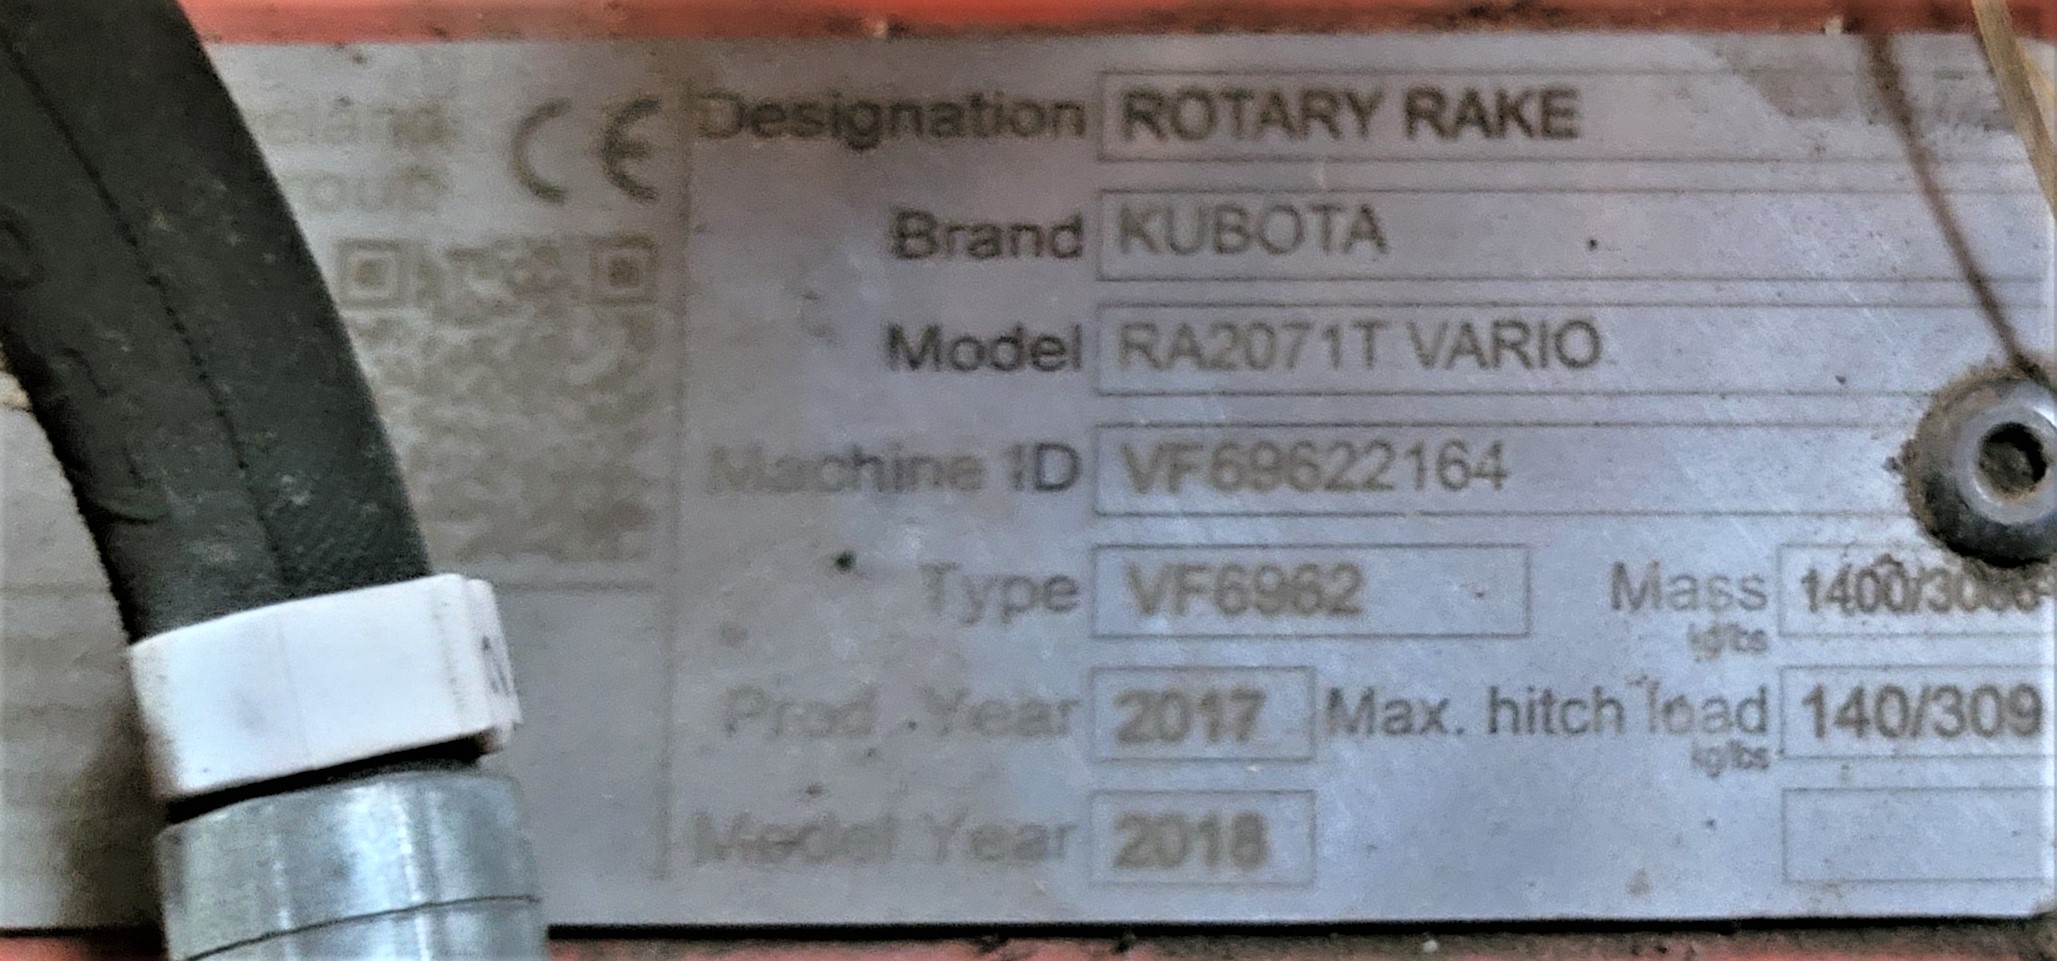 CE
Designation ROTARY RAKE
Brand KUBOTA
Model RA2071T VARIO
Machine ID VF69622164
Type VF6962 Mass kg/lbs
Prod. Year 2017 Max. hitch load kg/lbs 140/309
Model Year 2018